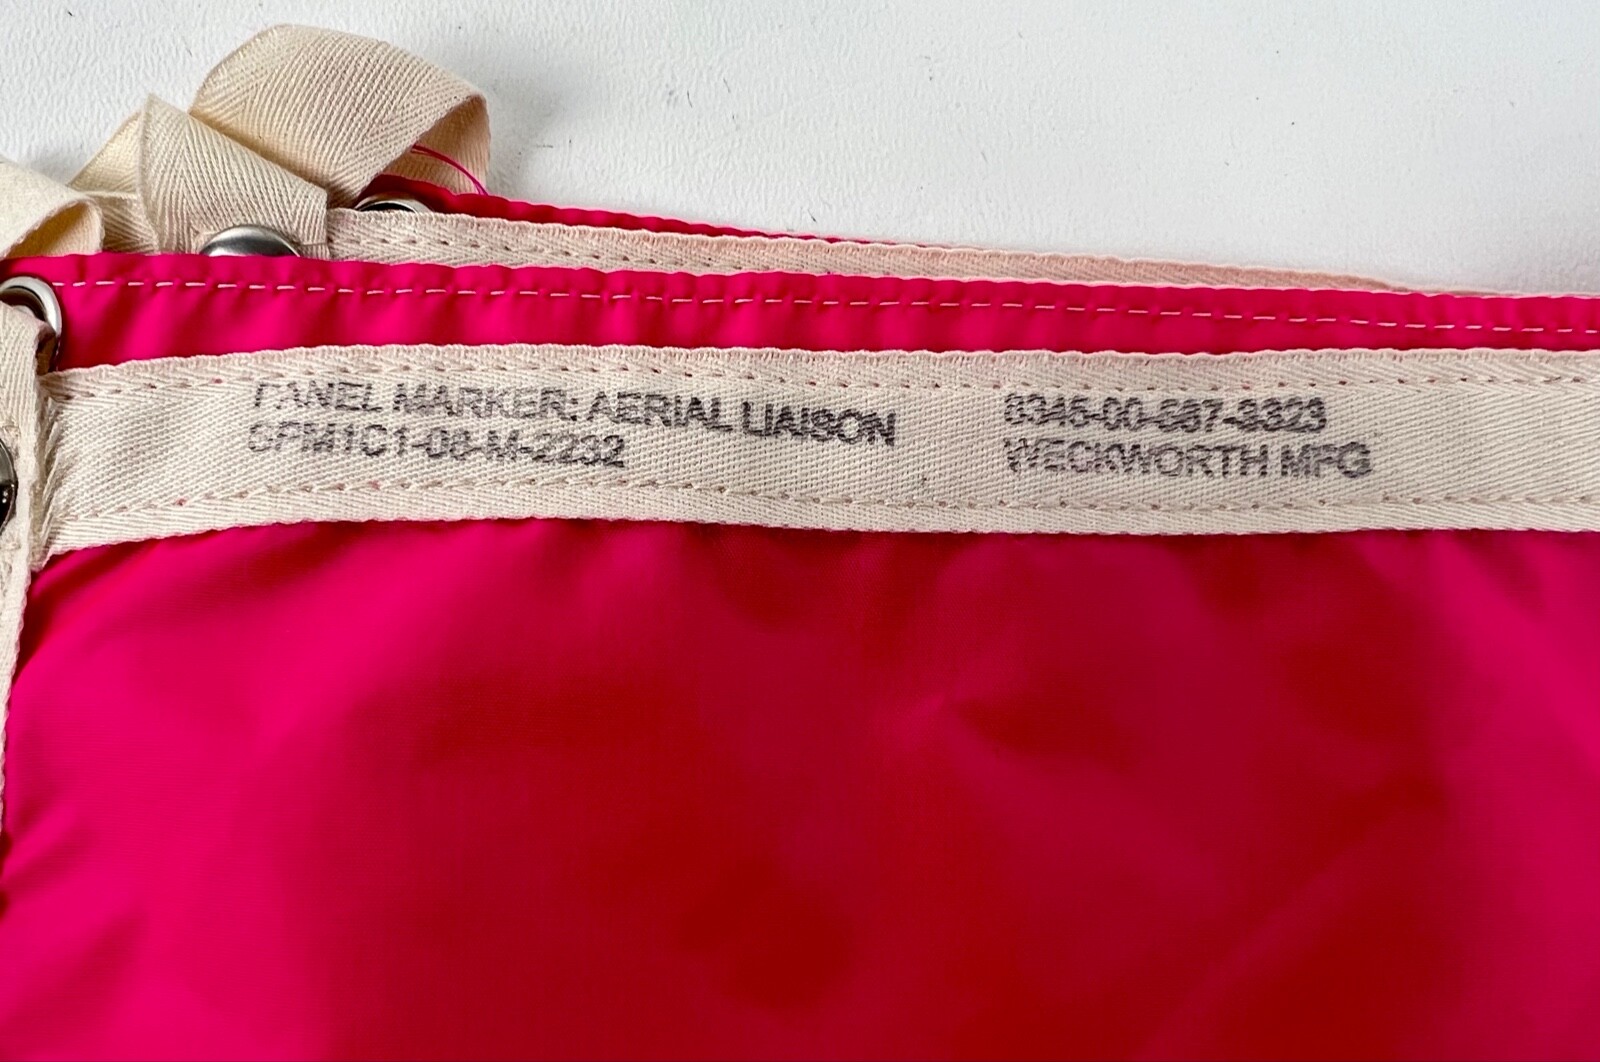 PANEL MARKER: AERIAL LIAISON
SPM1C1-08-M-2232
8345-00-587-3323
WECKWORTH MFG